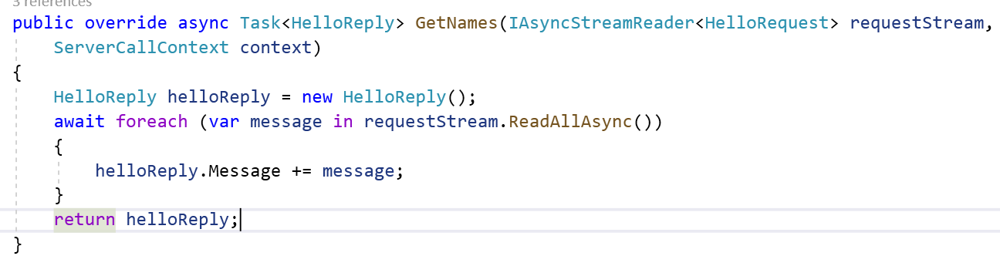 3 references
public override async Task<HelloReply> GetNames(IAsyncStreamReader<HelloRequest> requestStream,
    ServerCallContext context)
{
    HelloReply helloReply = new HelloReply();
    await foreach (var message in requestStream.ReadAllAsync())
    {
        helloReply.Message += message;
    }
    return helloReply;
}